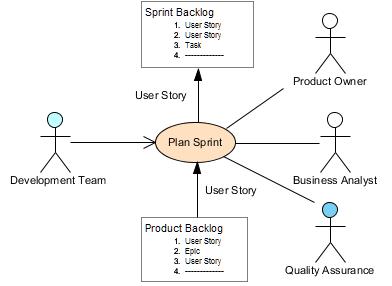 Sprint Backlog
1. User Story
2. User Story
3. Task
4. -------------
User Story
Product Owner
Plan Sprint
Development Team
Business Analyst
User Story
Product Backlog
1. User Story
2. Epic
3. User Story
4. -------------
Quality Assurance